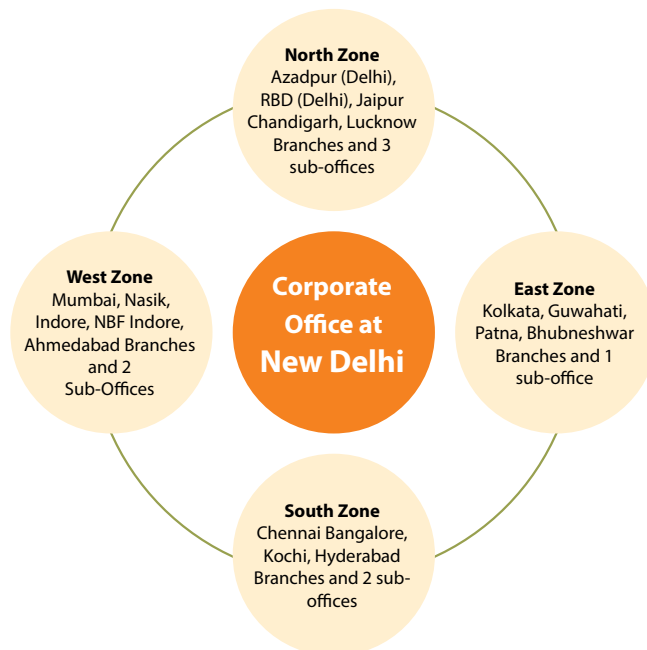 North Zone
Azadpur (Delhi),
RBD (Delhi), Jaipur
Chandigarh, Lucknow
Branches and 3
sub-offices
West Zone
Mumbai, Nasik,
Indore, NBF Indore,
Ahmedabad Branches
and 2
Sub-Offices
Corporate
Office at
New Delhi
East Zone
Kolkata, Guwahati,
Patna, Bhubneshwar
Branches and 1
sub-office
South Zone
Chennai Bangalore,
Kochi, Hyderabad
Branches and 2 sub-
offices